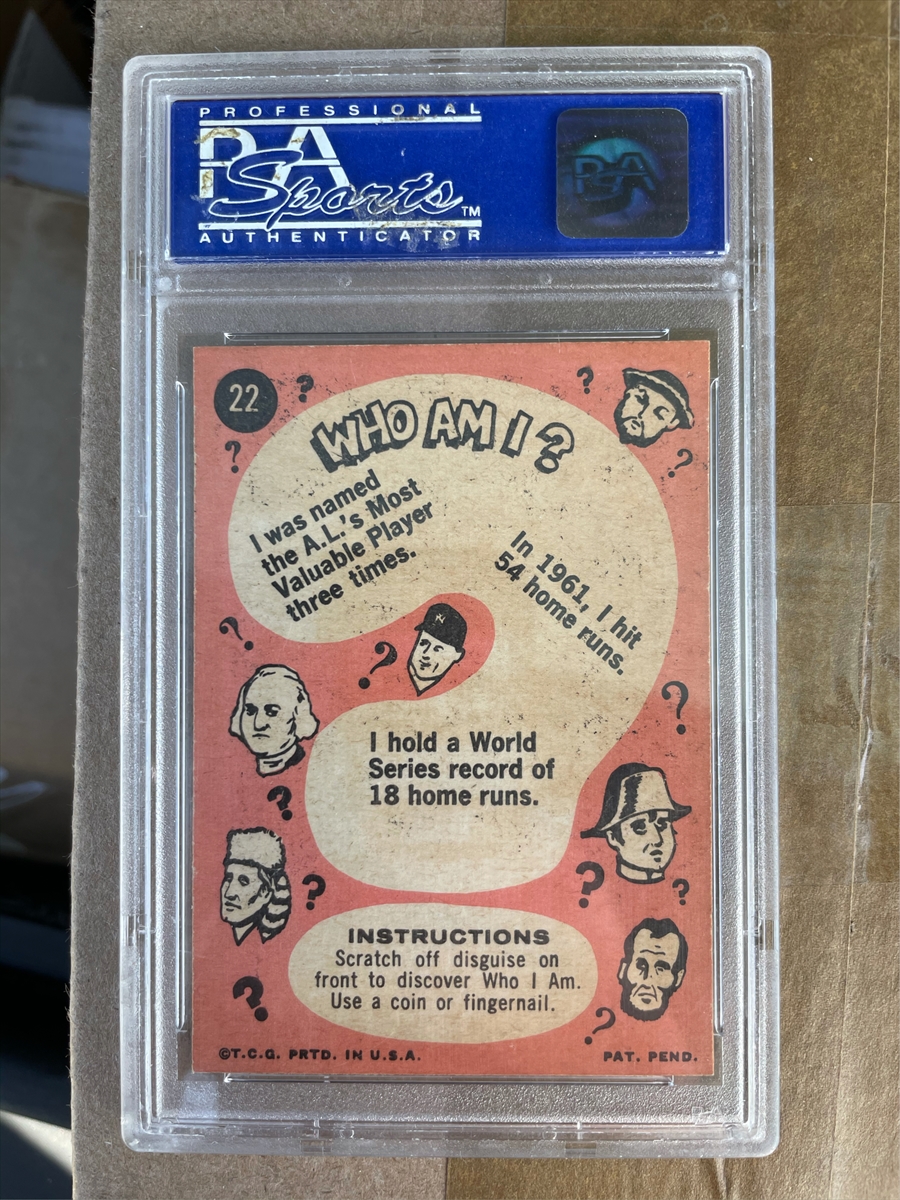 PROFESSIONAL
PSA
Sports™
AUTHENTICATOR
PSA
22
WHO AM I?
I was named
the A.L.'s Most
Valuable Player
three times.
In 1961, I hit
54 home runs.
NY
I hold a World
Series record of
18 home runs.
INSTRUCTIONS
Scratch off disguise on
front to discover Who I Am.
Use a coin or fingernail.
©T.C.G. PRTD. IN U.S.A.
PAT. PEND.